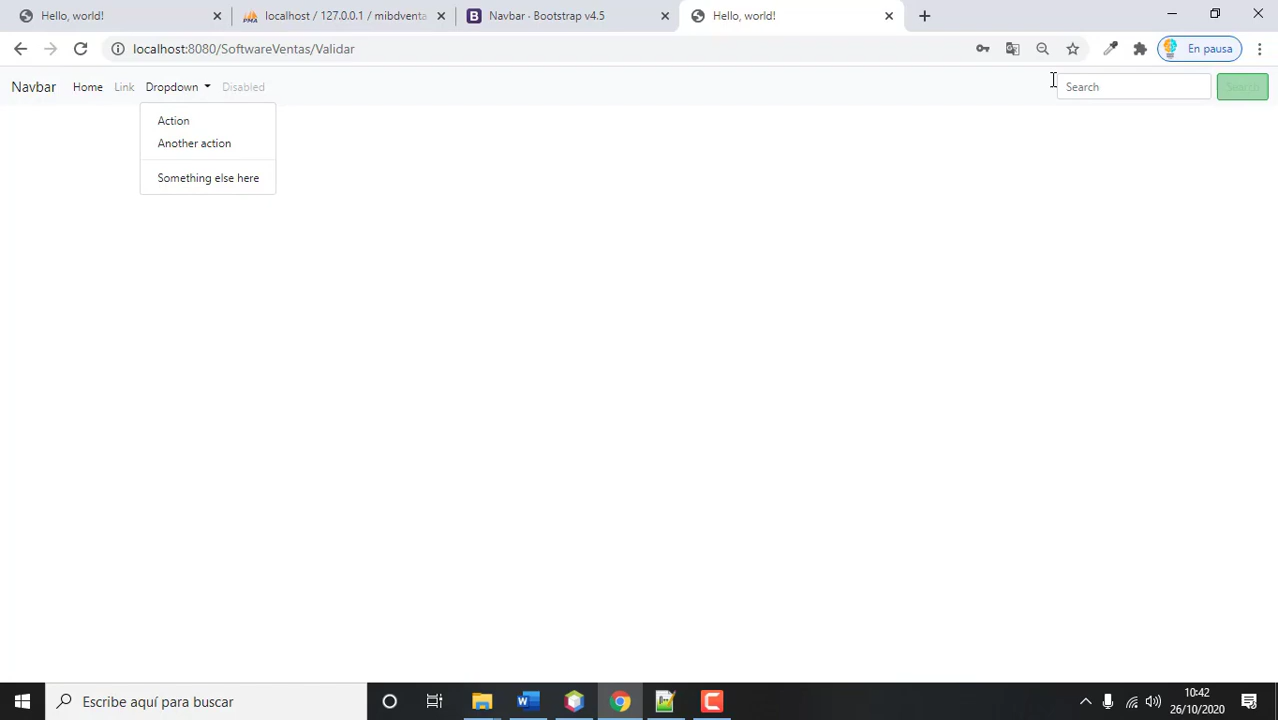 Hello, world!
localhost / 127.0.0.1 / mibdventa
Navbar · Bootstrap v4.5
Hello, world!
localhost:8080/SoftwareVentas/Validar
En pausa
Navbar Home Link Dropdown Disabled
Search
Search
Action
Another action
Something else here
Escribe aquí para buscar
10:42
26/10/2020